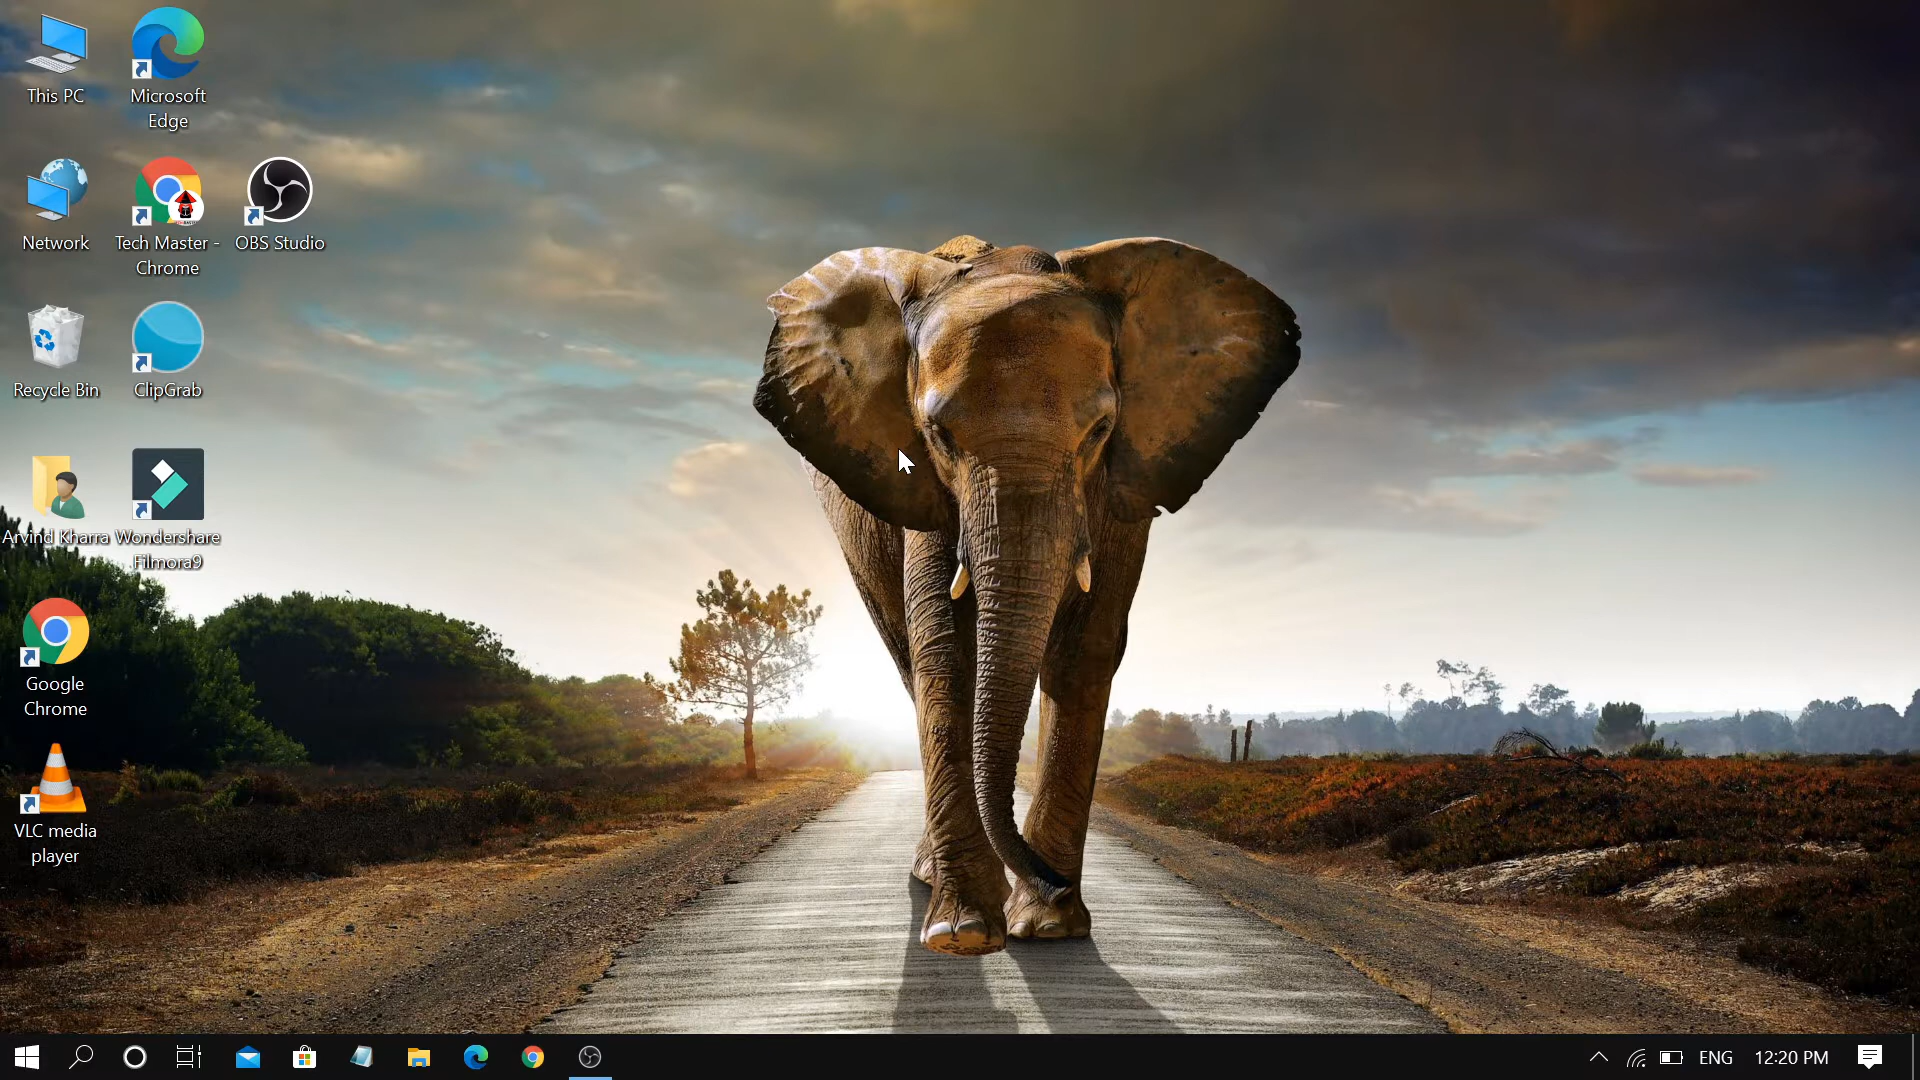 This PC
Microsoft
Edge
Network
Tech Master -
Chrome
OBS Studio
Recycle Bin
ClipGrab
Arvind Kharra
Wondershare
Filmora9
Google
Chrome
VLC media
player
ENG
12:20 PM